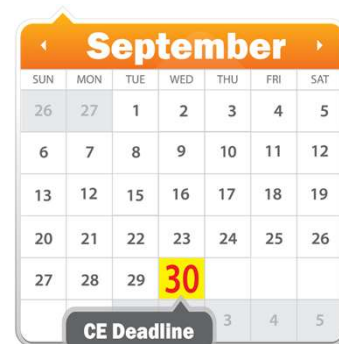 September
SUN MON TUE WED THU FRI SAT
26 27 1 2 3 4 5
6 7 8 9 10 11 12
13 12 15 16 17 18 19
20 21 22 23 24 25 26
27 28 29 30
3 4 5
CE Deadline